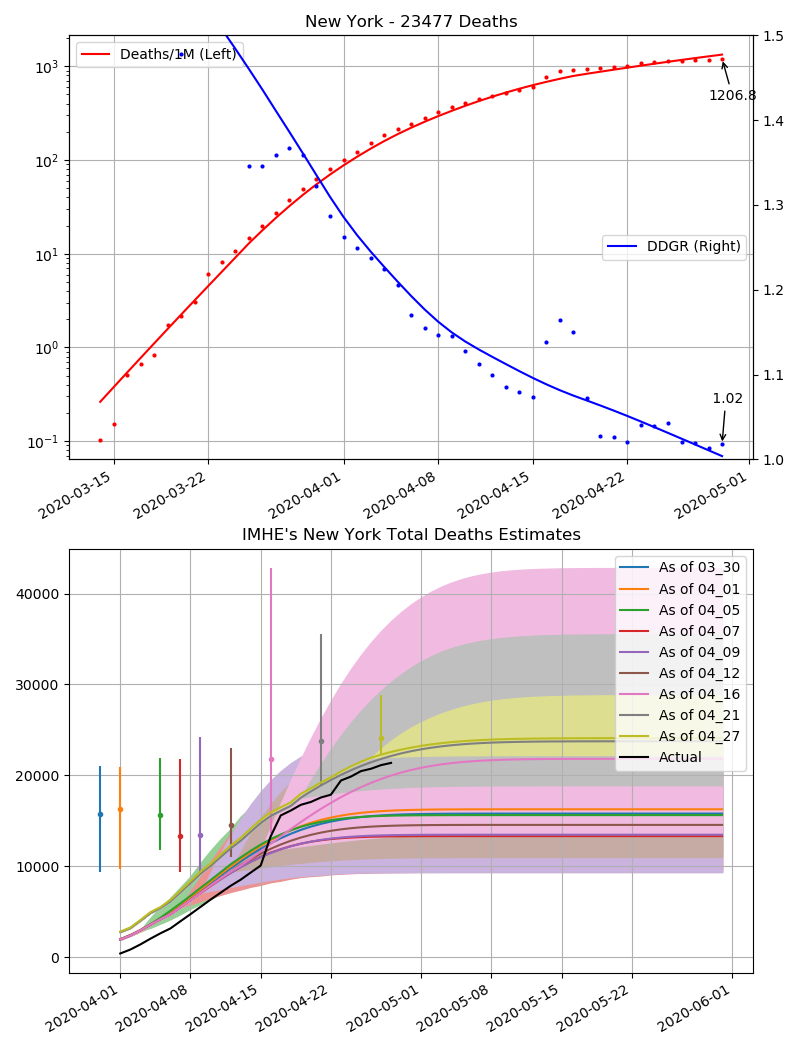 New York - 23477 Deaths
Deaths/1M (Left)
DDGR (Right)
1206.8
1.02
10³
10²
10¹
10⁰
10⁻¹
1.5
1.4
1.3
1.2
1.1
1.0
2020-03-15
2020-03-22
2020-04-01
2020-04-08
2020-04-15
2020-04-22
2020-05-01
IMHE's New York Total Deaths Estimates
As of 03_30
As of 04_01
As of 04_05
As of 04_07
As of 04_09
As of 04_12
As of 04_16
As of 04_21
As of 04_27
Actual
40000
30000
20000
10000
0
2020-04-01
2020-04-08
2020-04-15
2020-04-22
2020-05-01
2020-05-08
2020-05-15
2020-05-22
2020-06-01